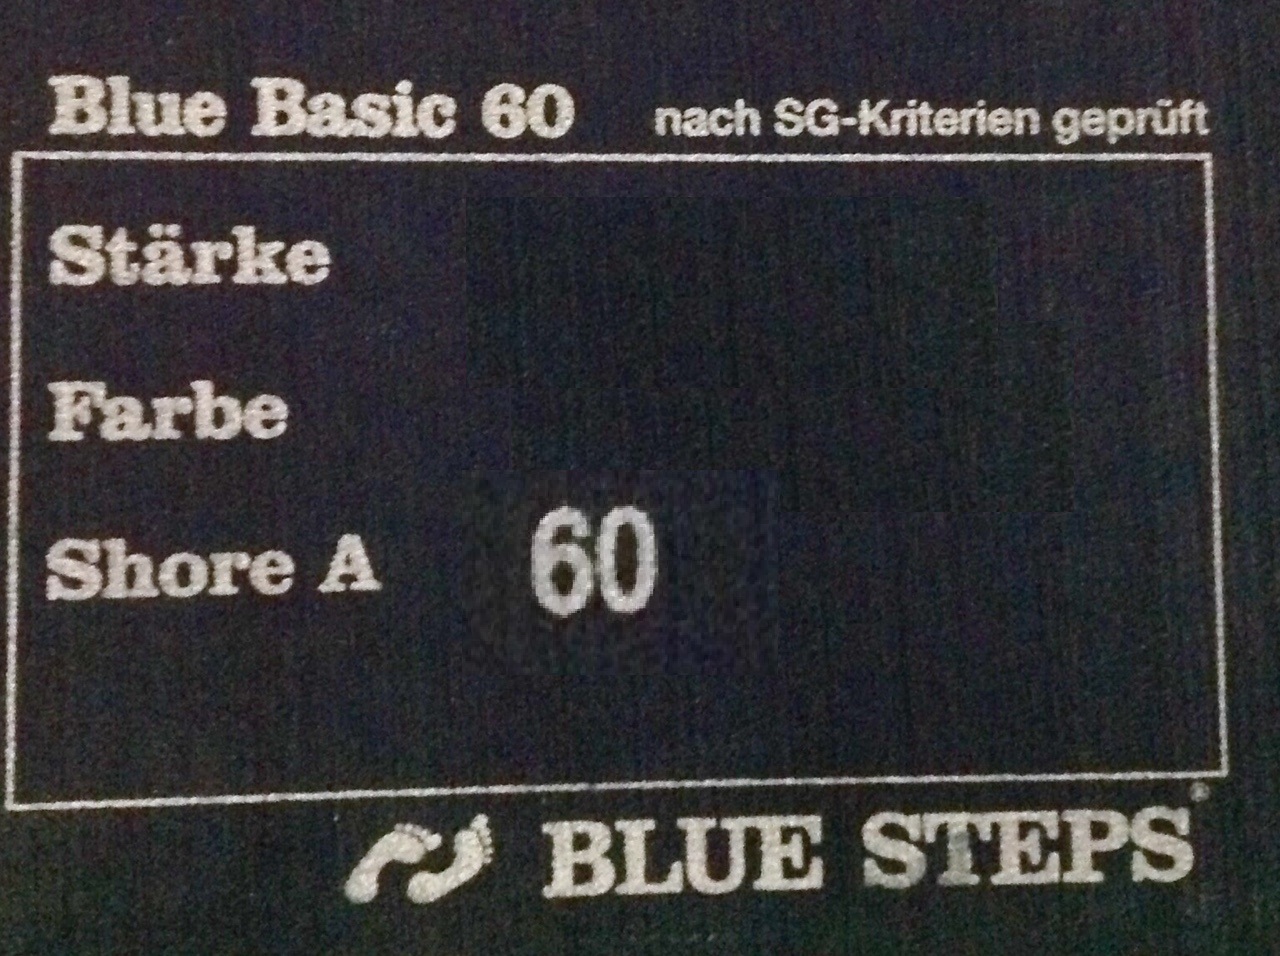 Blue Basic 60 nach SG-Kriterien geprüft
Stärke
Farbe
Shore A 60
BLUE STEPS